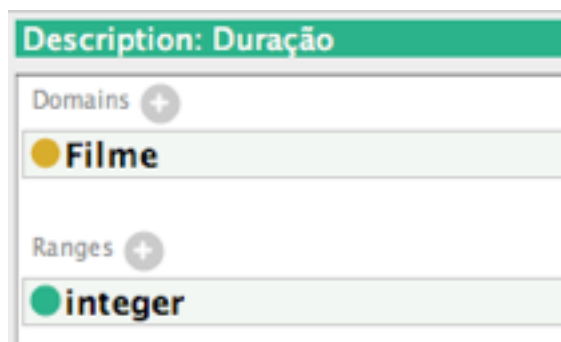 Description: Duração
Domains
Filme
Ranges
integer